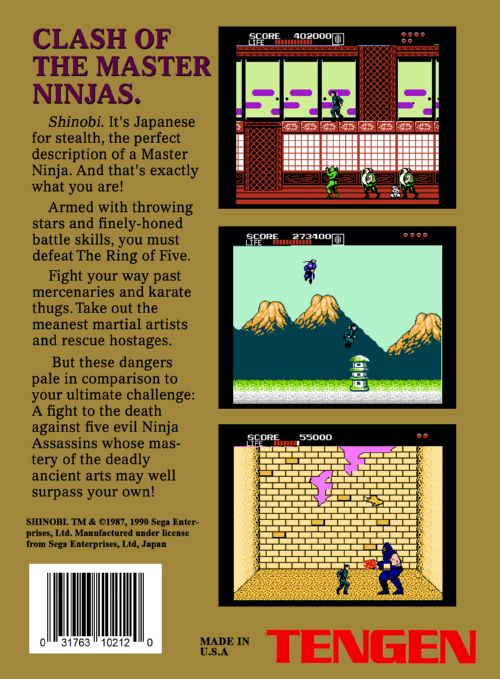 CLASH OF
THE MASTER
NINJAS.
Shinobi. It's Japanese
for stealth, the perfect
description of a Master
Ninja. And that's exactly
what you are!
Armed with throwing
stars and finely-honed
battle skills, you must
defeat The Ring of Five.
Fight your way past
mercenaries and karate
thugs. Take out the
meanest martial artists
and rescue hostages.
But these dangers
pale in comparison to
your ultimate challenge:
A fight to the death
against five evil Ninja
Assassins whose mas-
tery of the deadly
ancient arts may well
surpass your own!
SHINOBI. TM & ©1987, 1990 Sega Enter-
prises, Ltd. Manufactured under license
from Sega Enterprises, Ltd, Japan
0 31763 10212 0
SCORE 402000
LIFE
SCORE 273400
LIFE
SCORE 55000
LIFE
MADE IN
U.S.A
TENGEN